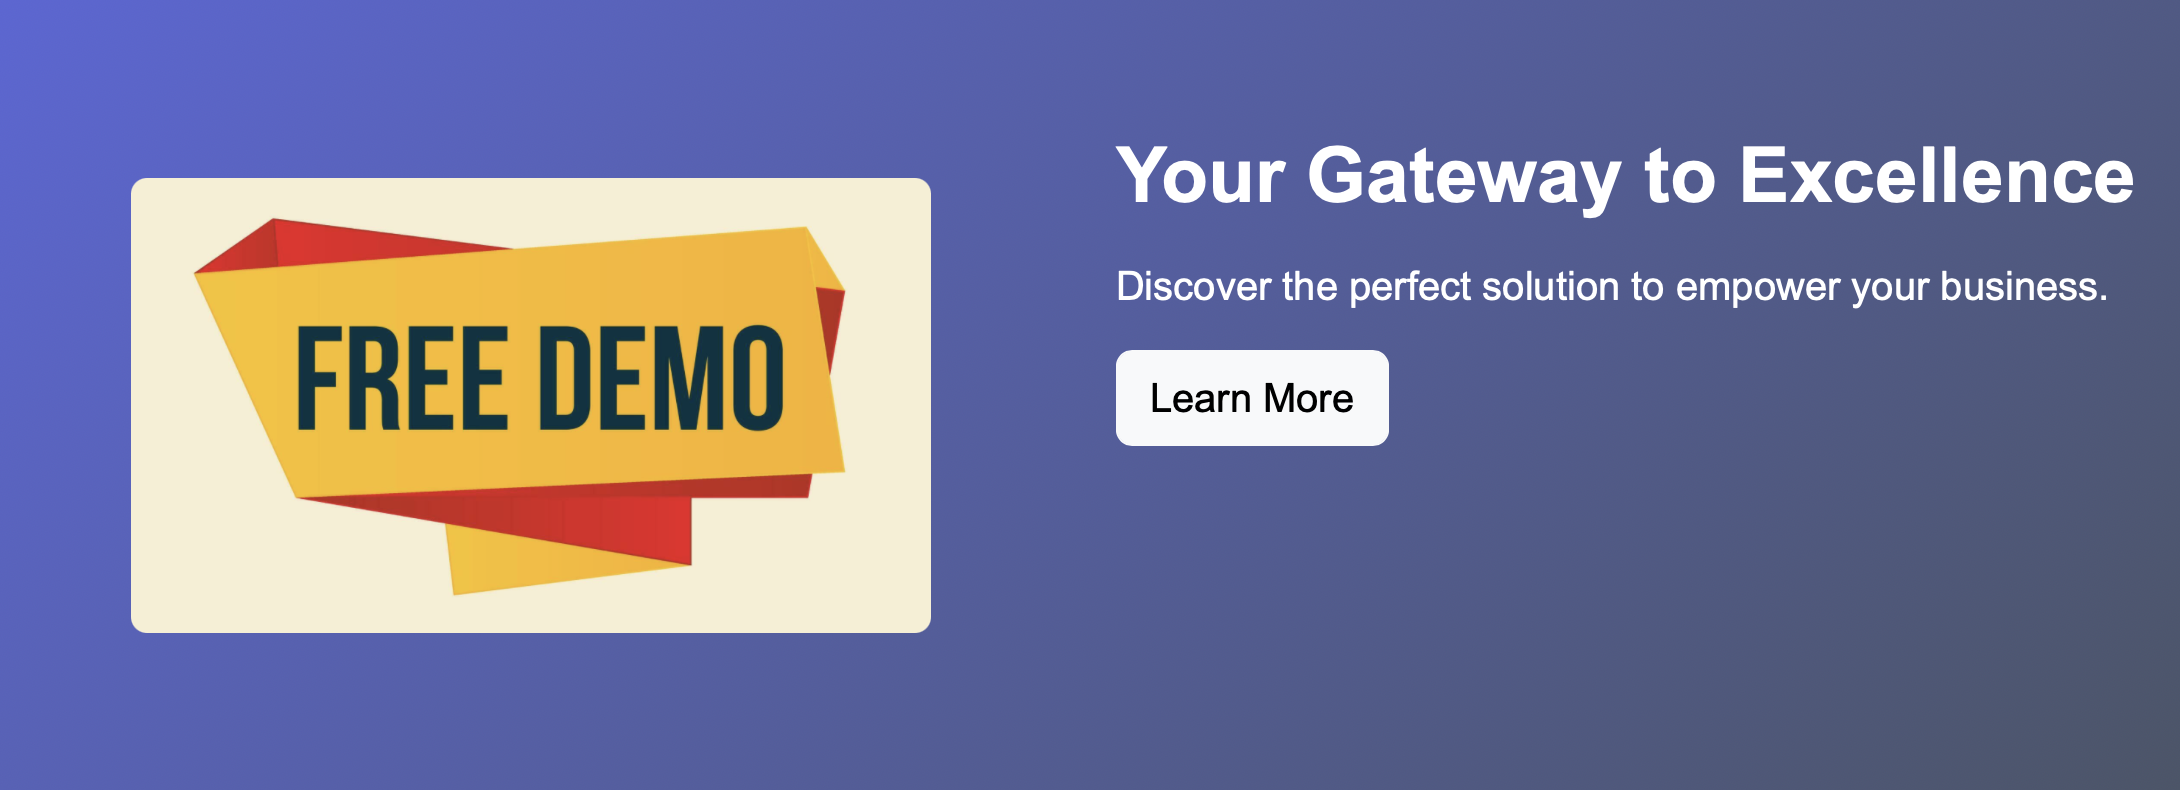 FREE DEMO
Your Gateway to Excellence
Discover the perfect solution to empower your business.
Learn More